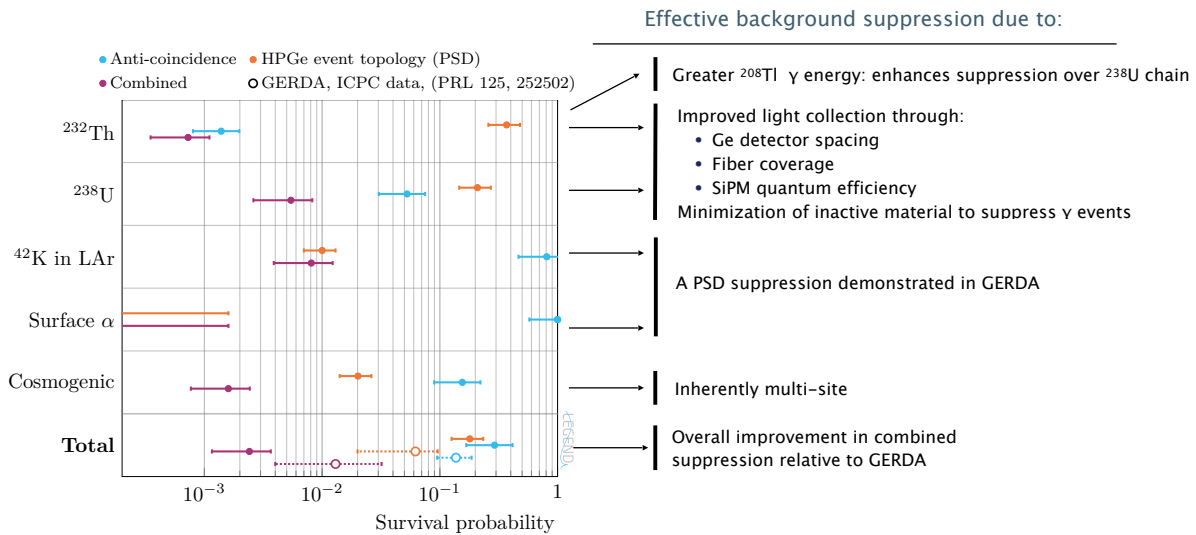 Effective background suppression due to:
● Anti-coincidence ● HPGe event topology (PSD)
● Combined ○ GERDA, ICPC data, (PRL 125, 252502)
Greater ²⁰⁸Tl γ energy: enhances suppression over ²³⁸U chain
²³²Th
Improved light collection through:
• Ge detector spacing
• Fiber coverage
• SiPM quantum efficiency
Minimization of inactive material to suppress γ events
²³⁸U
⁴²K in LAr
A PSD suppression demonstrated in GERDA
Surface α
Cosmogenic
Inherently multi-site
Total
LEGEND
Overall improvement in combined
suppression relative to GERDA
10⁻³ 10⁻² 10⁻¹ 1
Survival probability